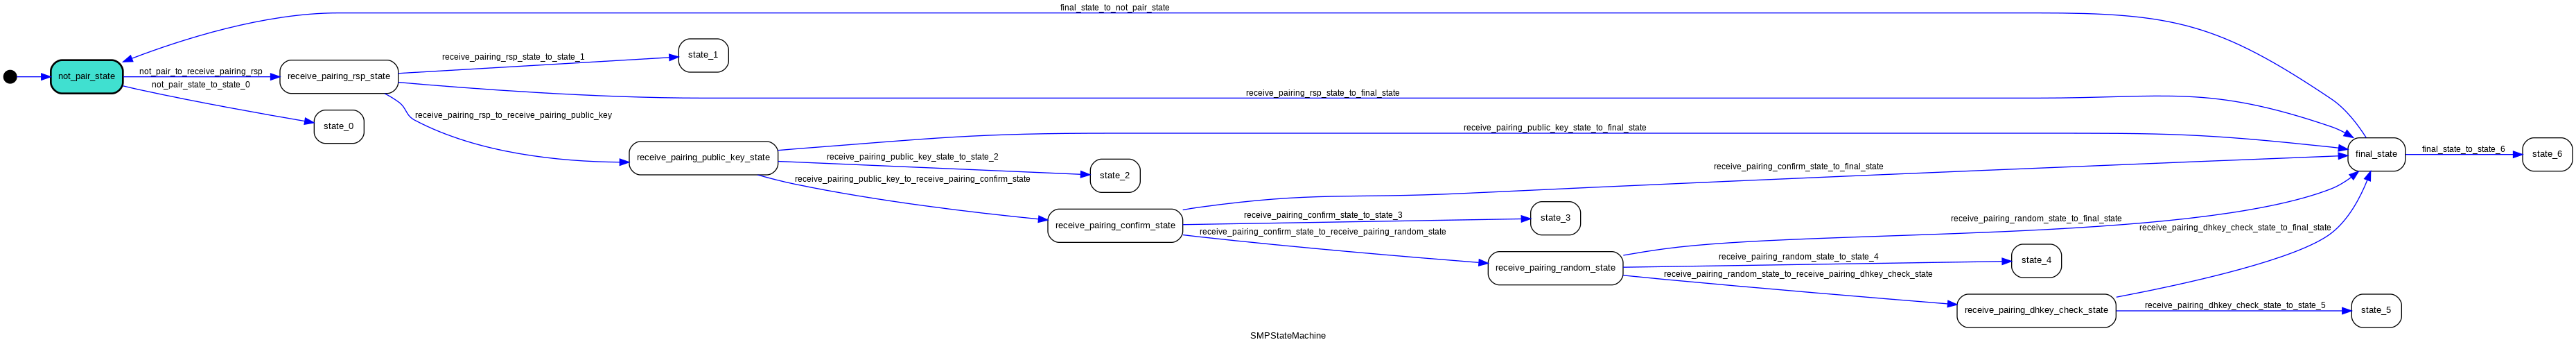 final_state_to_not_pair_state
not_pair_state
not_pair_to_receive_pairing_rsp
not_pair_state_to_state_0
receive_pairing_rsp_state
state_0
receive_pairing_rsp_state_to_state_1
state_1
receive_pairing_rsp_state_to_final_state
receive_pairing_rsp_to_receive_pairing_public_key
receive_pairing_public_key_state
receive_pairing_public_key_state_to_final_state
receive_pairing_public_key_state_to_state_2
state_2
receive_pairing_public_key_to_receive_pairing_confirm_state
receive_pairing_confirm_state
receive_pairing_confirm_state_to_final_state
receive_pairing_confirm_state_to_state_3
state_3
receive_pairing_confirm_state_to_receive_pairing_random_state
receive_pairing_random_state
receive_pairing_random_state_to_final_state
receive_pairing_random_state_to_state_4
state_4
receive_pairing_random_state_to_receive_pairing_dhkey_check_state
receive_pairing_dhkey_check_state
receive_pairing_dhkey_check_state_to_final_state
receive_pairing_dhkey_check_state_to_state_5
state_5
final_state
final_state_to_state_6
state_6
SMPStateMachine